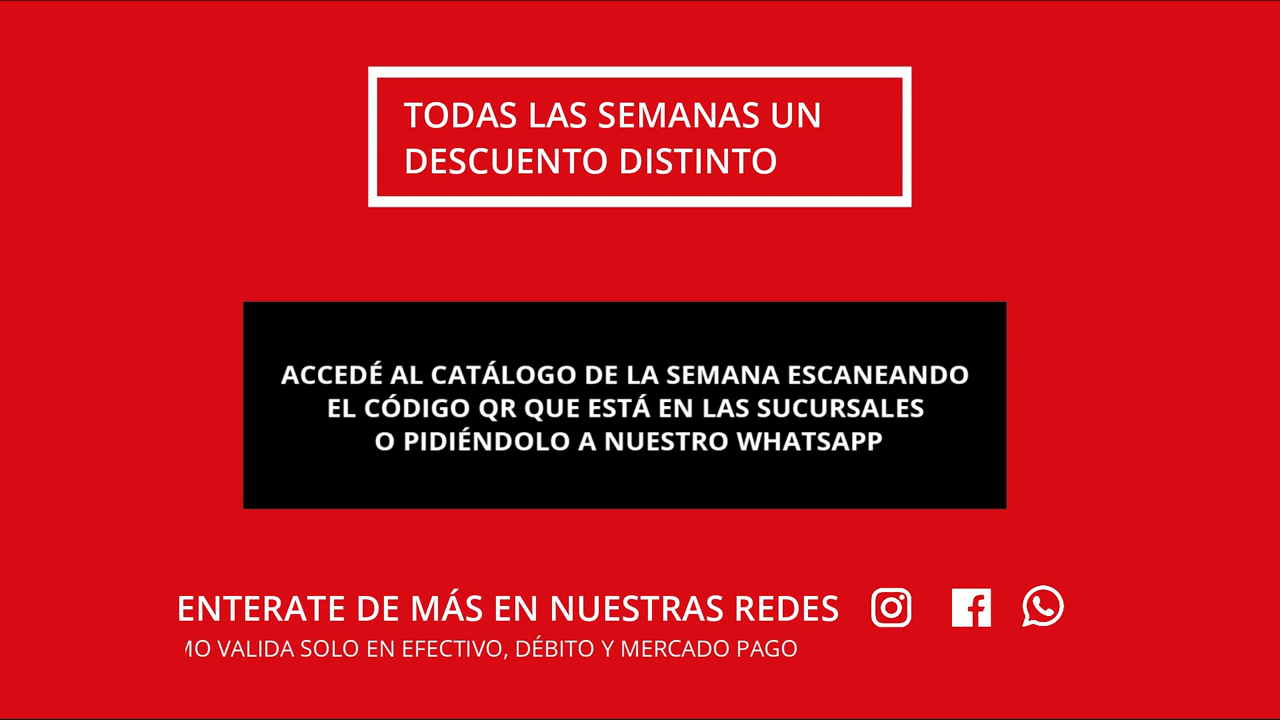 TODAS LAS SEMANAS UN
DESCUENTO DISTINTO
ACCEDÉ AL CATÁLOGO DE LA SEMANA ESCANEANDO
EL CÓDIGO QR QUE ESTÁ EN LAS SUCURSALES
O PIDIÉNDOLO A NUESTRO WHATSAPP
ENTERATE DE MÁS EN NUESTRAS REDES
VALIDA SOLO EN EFECTIVO, DÉBITO Y MERCADO PAGO